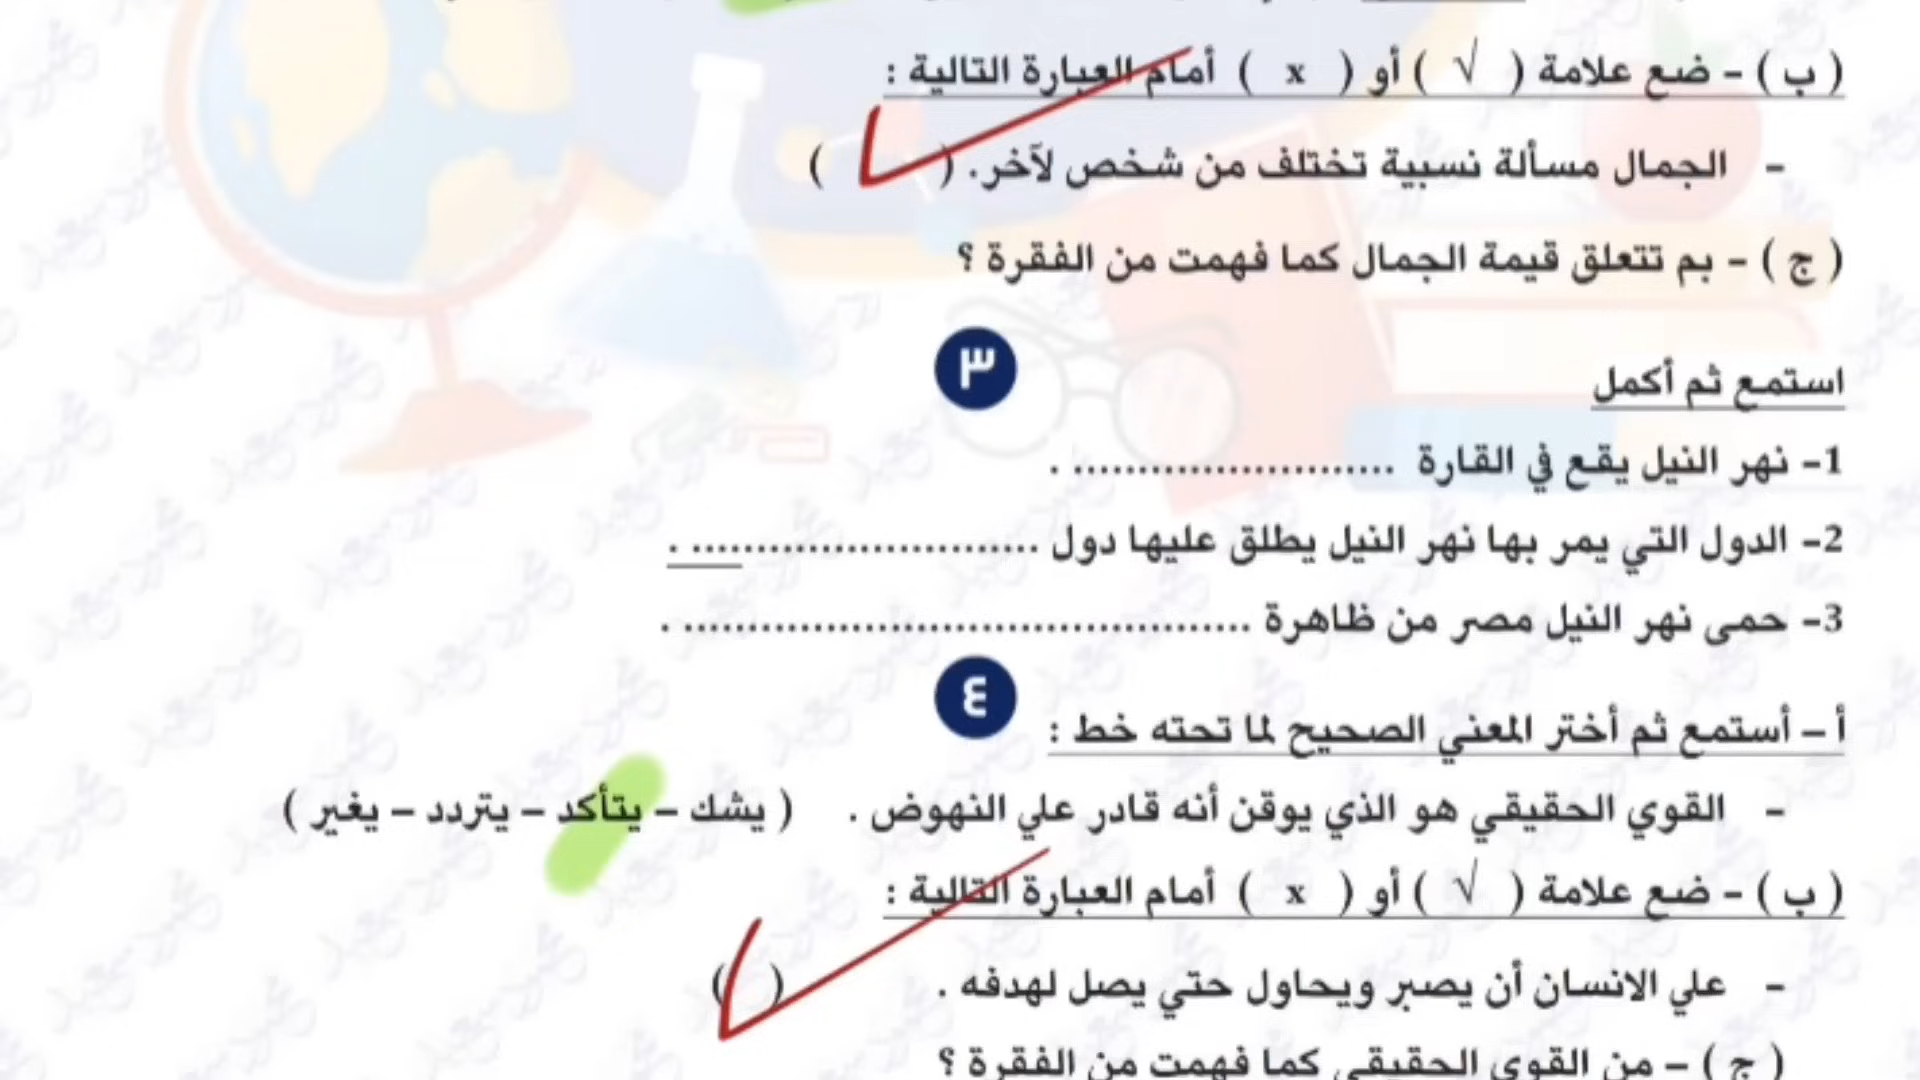 ( ب ) - ضع علامة ( √ ) أو ( x ) أمام العبارة التالية :
- الجمال مسألة نسبية تختلف من شخص لآخر. ( )
( ج ) - بم تتعلق قيمة الجمال كما فهمت من الفقرة ؟
٣
استمع ثم أكمل
1- نهر النيل يقع في القارة ......................... .
2- الدول التي يمر بها نهر النيل يطلق عليها دول ........................... .
3- حمى نهر النيل مصر من ظاهرة ............................................ .
٤
أ – أستمع ثم أختر المعني الصحيح لما تحته خط :
- القوي الحقيقي هو الذي يوقن أنه قادر علي النهوض . ( يشك – يتأكد – يتردد – يغير )
( ب ) - ضع علامة ( √ ) أو ( x ) أمام العبارة التالية :
- علي الانسان أن يصبر ويحاول حتي يصل لهدفه . ( )
( ج ) - من القوي الحقيقي كما فهمت من الفقرة ؟